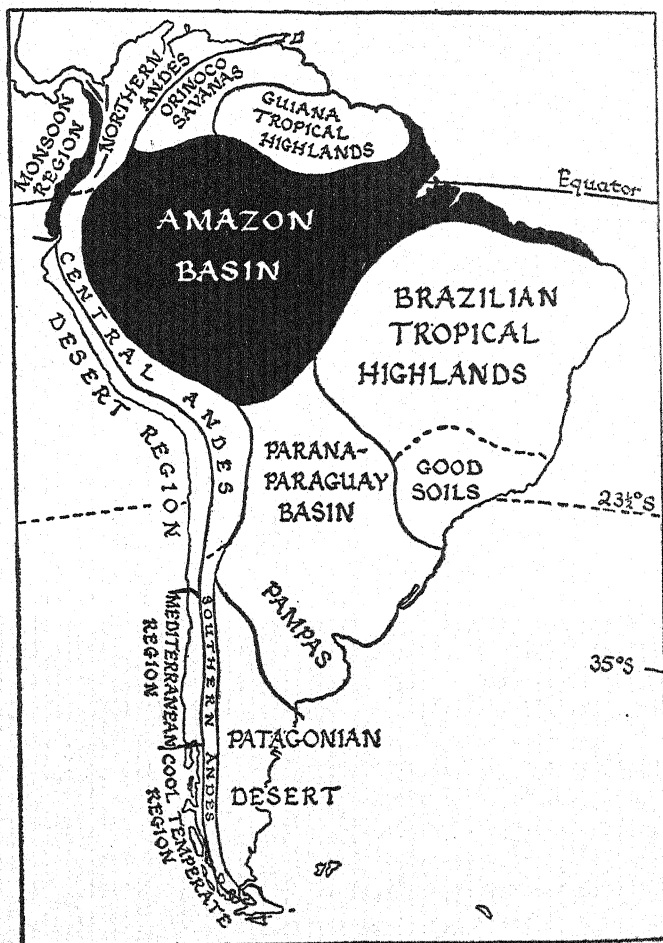 NORTHERN
ANDES
ORINOCO
SAVANAS
GUIANA
TROPICAL
HIGHLANDS
MONSOON
REGION
Equator
AMAZON
BASIN
BRAZILIAN
TROPICAL
HIGHLANDS
CENTRAL ANDES
DESERT REGION
PARANA-
PARAGUAY
BASIN
GOOD
SOILS
23½°S
PAMPAS
MEDITERRANEAN
REGION
SOUTHERN ANDES
35°S
PATAGONIAN
DESERT
COOL TEMPERATE
REGION